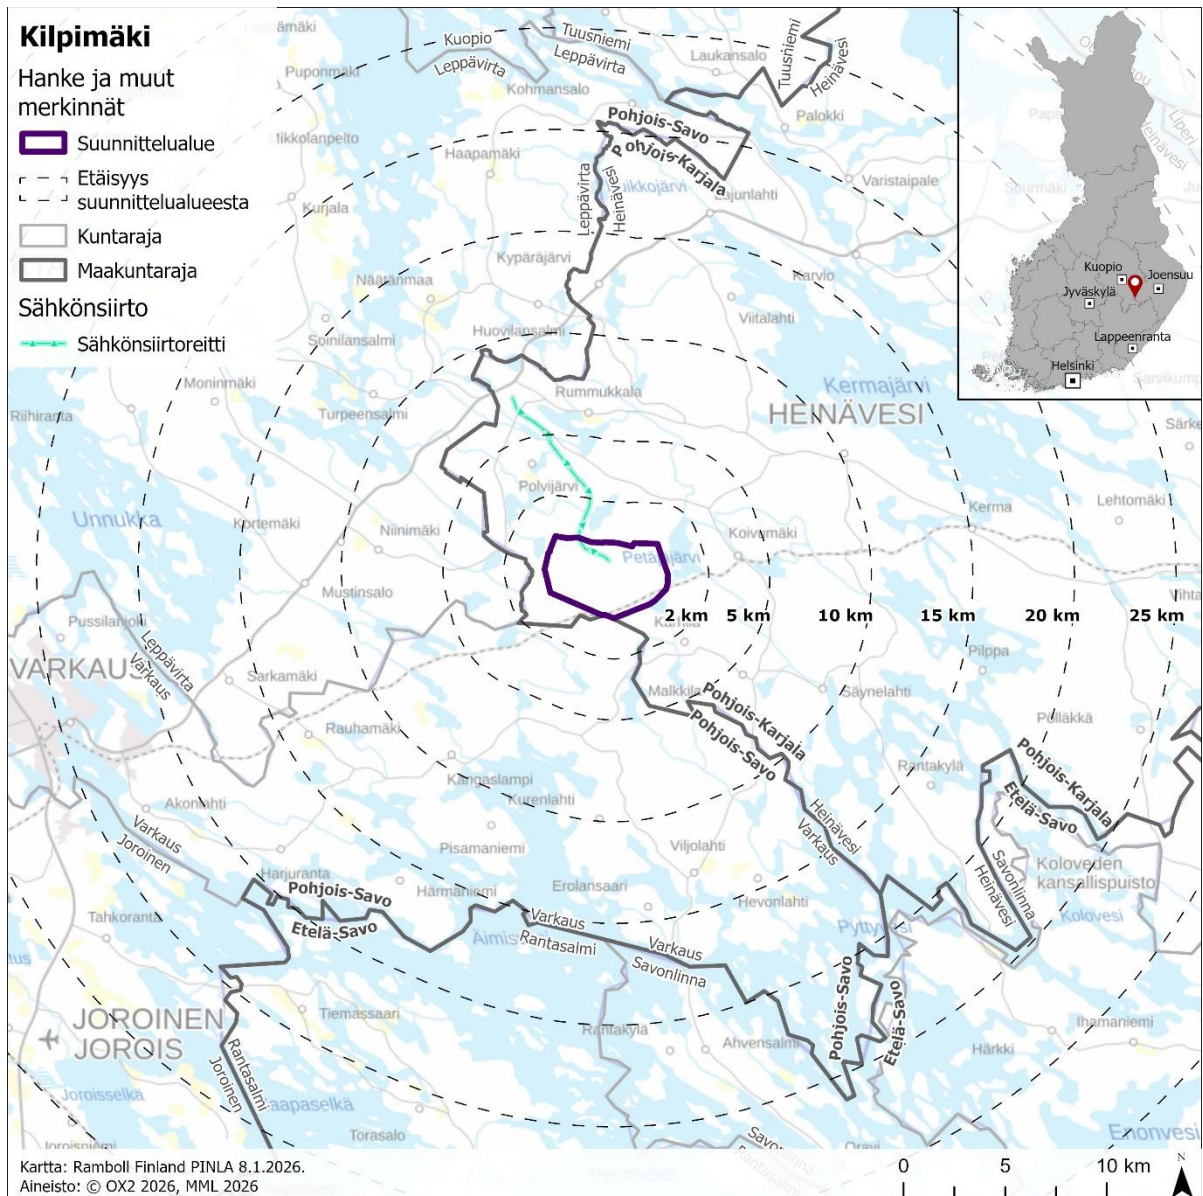 Kilpimäki
Hanke ja muut
merkinnät
Suunnittelualue
Etäisyys
suunnittelualueesta
Kuntaraja
Maakuntaraja
Sähkönsiirto
Sähkönsiirtoreitti
Kuopio
Leppävirta
Tuusniemi
Leppävirta
Laukansalo
Tuusniemi
Heinävesi
Puponmäki
Kohmansalo
Palokki
Pohjois-Savo
Pohjois-Karjala
Haapamäki
Leppävirta
Heinävesi
Varistaipale
Kurjala
Kypäräjärvi
Näätänmaa
Karvio
Viitalahti
Soinilansalmi
Huovilansalmi
Moninmäki
Rummukkala
Kermajärvi
HEINÄVESI
Turpeensalmi
Riihiranta
Polvijärvi
Unnukka
Kortemäki
Niinimäki
Koivumäki
Kerma
Lehtomäki
Petäjäjärvi
Mustinsalo
2 km
5 km
10 km
15 km
20 km
25 km
Leppävirta
Varkaus
VARKAUS
Sarkamäki
Pilppa
Malkkila
Säynelahti
Pohjois-Karjala
Pohjois-Savo
Rauhamäki
Pölläkkä
Rantakylä
Pohjois-Karjala
Etelä-Savo
Kangaslampi
Kurenlahti
Akonlahti
Varkaus
Joroinen
Heinävesi
Varkaus
Pisamaniemi
Viljolahti
Savonlinna
Heinävesi
Koloveden
kansallispuisto
Harjuranta
Pohjois-Savo
Etelä-Savo
Härmäniemi
Erolansaari
Hevonlahti
Tahkoranta
Varkaus
Rantasalmi
Varkaus
Savonlinna
Kolovesi
Pohjois-Savo
Etelä-Savo
JOROINEN
JOROIS
Tiemassaari
Rantakylä
Ahvensalmi
Ihamaniemi
Härkki
Rantasalmi
Joroinen
Joroisselkä
Torasalo
Enonvesi
Kuopio
Joensuu
Jyväskylä
Lappeenranta
Helsinki
Kartta: Ramboll Finland PINLA 8.1.2026.
Aineisto: © OX2 2026, MML 2026
0
5
10 km
N